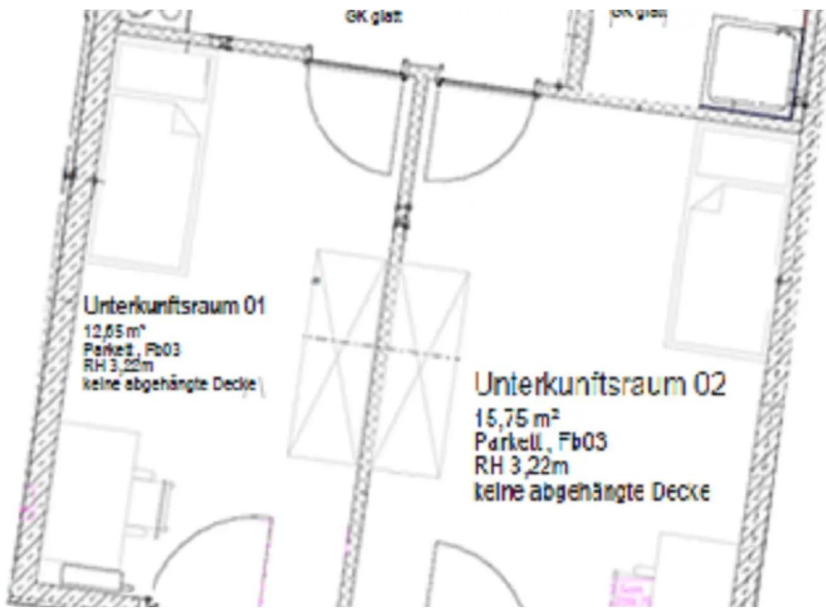 GK glatt
GK glatt
Unterkunftsraum 01
12,65 m²
Parkett, Fb03
RH 3,22m
keine abgehängte Decke
Unterkunftsraum 02
15,75 m²
Parkett, Fb03
RH 3,22m
keine abgehängte Decke